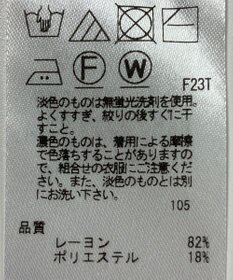 F
W
F23T
淡色のものは無蛍光洗剤を使用。
よくすすぎ、絞りの後すぐに干
すこと。
濃色のものは、着用による摩擦
で色落ちすることがありますの
で、組合せの衣服にご注意くださ
い。また、淡色のものとは別
にお洗い下さい。
105
品質
レーヨン 82%
ポリエステル 18%